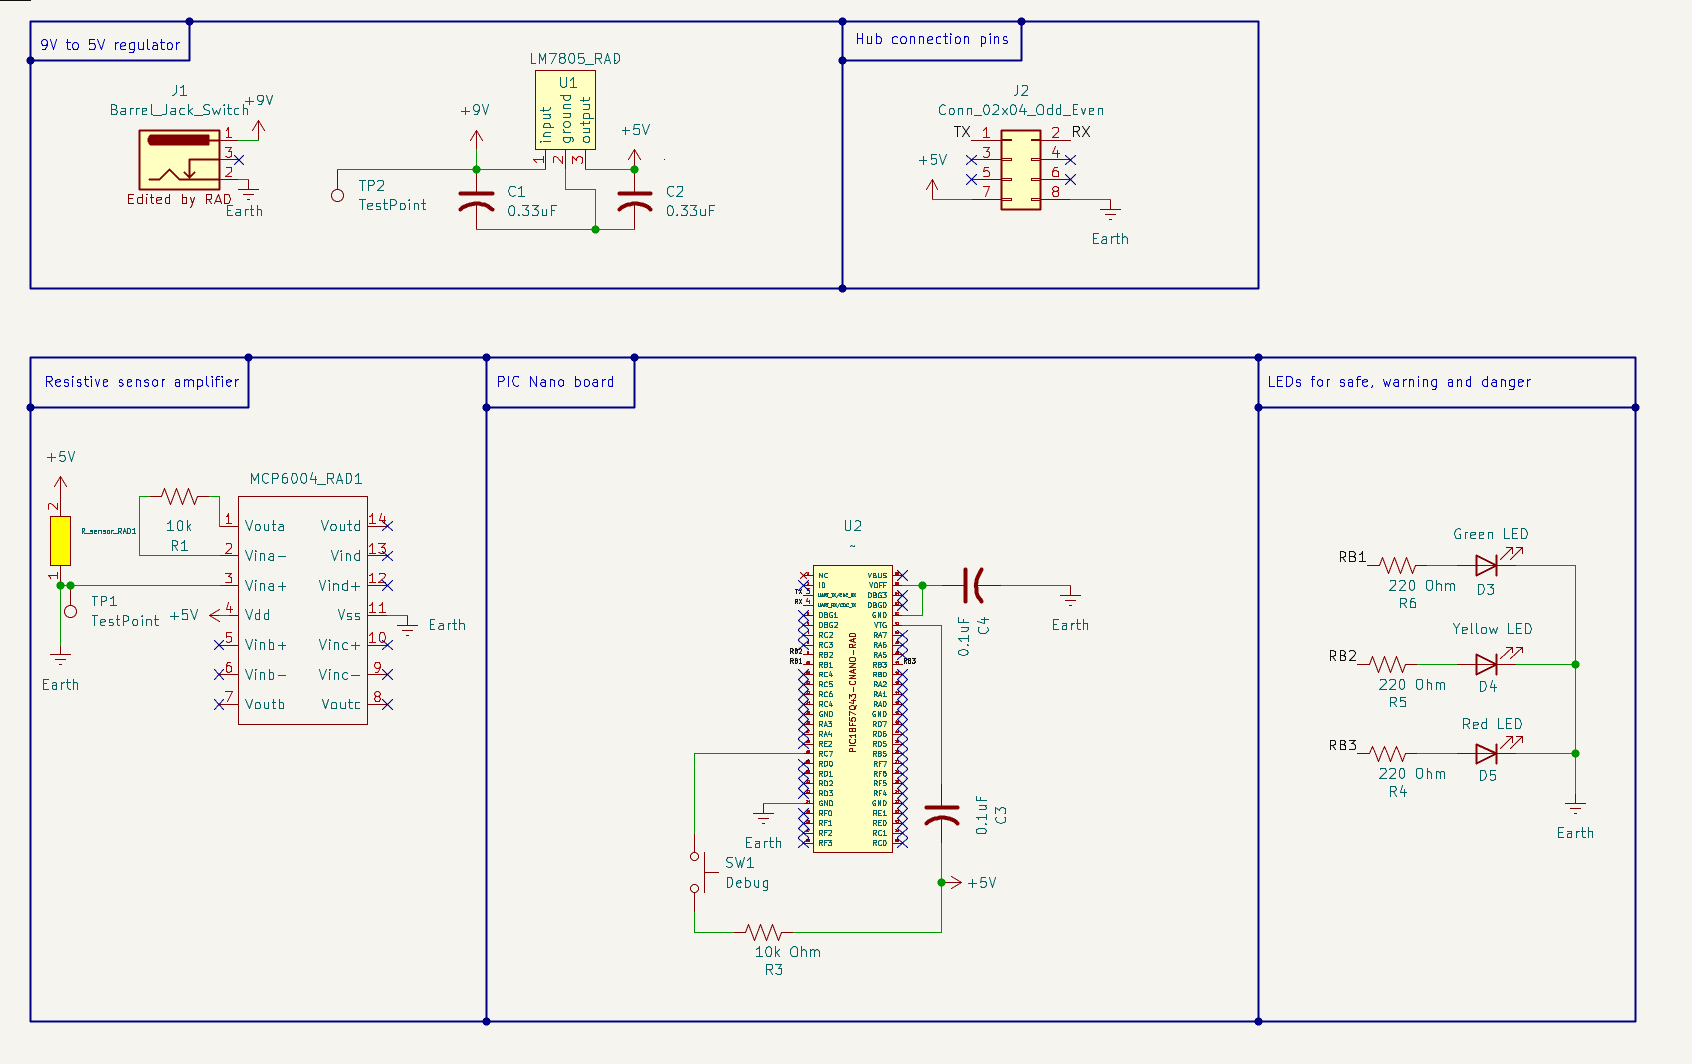 9V to 5V regulator
Hub connection pins
J1
Barrel_Jack_Switch
+9V
1
3
2
Edited by RAD
Earth
TP2
TestPoint
+9V
C1
0.33uF
LM7805_RAD
U1
input
ground
output
1
2
3
+5V
C2
0.33uF
J2
Conn_02x04_Odd_Even
TX 1 2 RX
3 4
+5V
5 6
7 8
Earth
Resistive sensor amplifier
PIC Nano board
LEDs for safe, warning and danger
+5V
2
R_sensor_RAD1
1
TP1
TestPoint
Earth
10k
R1
MCP6004_RAD1
1 Vouta Voutd 14
2 Vina- Vind 13
3 Vina+ Vind+ 12
+5V 4 Vdd Vss 11
Earth
5 Vinb+ Vinc+ 10
6 Vinb- Vinc- 9
7 Voutb Voutc 8
U2
~
NC VBUS
IO VOFF
TX 3 UART_TX/CDC_RX DBG3
RX 4 UART_RX/CDC_TX DBG0
DBG1 GND
DBG2 VTG
RC2 RA7
RC3 RA6
RB2 RB2 RA5
RB1 RB1 RB3 RB3
RC4 RB0
RC5 RA2
RC6 RA1
RC4 RA0
GND GND
RA3 RD7
RA4 RD6
RE2 RD5
RC7 RB5
RD0 RF7
RD1 RF6
RD2 RF5
RD3 RF4
GND GND
RF0 RE1
RF1 RE0
RF2 RC1
RF3 RC0
PIC18F57Q43-CNANO-RAD
0.1uF
C4
Earth
Earth
0.1uF
C3
SW1
Debug
+5V
10k Ohm
R3
Green LED
RB1
220 Ohm
R6
D3
Yellow LED
RB2
220 Ohm
R5
D4
Red LED
RB3
220 Ohm
R4
D5
Earth